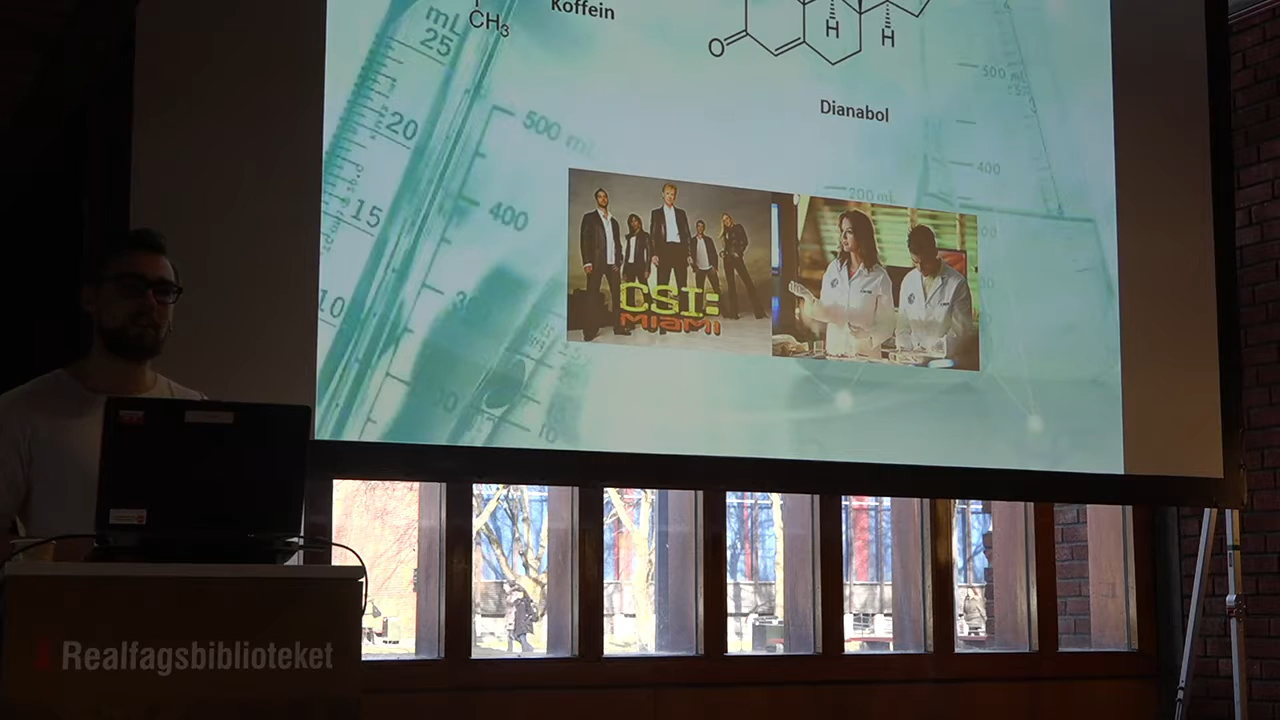 mL
25
20
15
10
CH3
Koffein
O
H
H
Dianabol
500 mL
400
200 mL
500 mL
400
CSI:
MIAMI
Realfagsbiblioteket